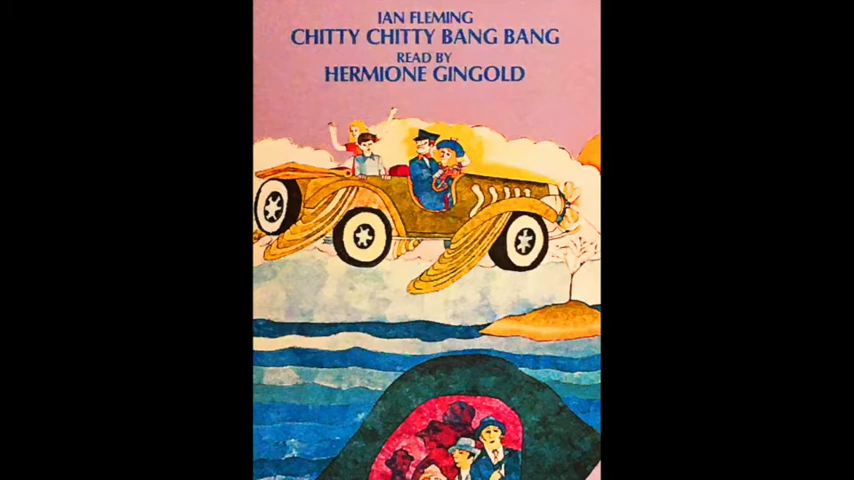 IAN FLEMING
CHITTY CHITTY BANG BANG
READ BY
HERMIONE GINGOLD